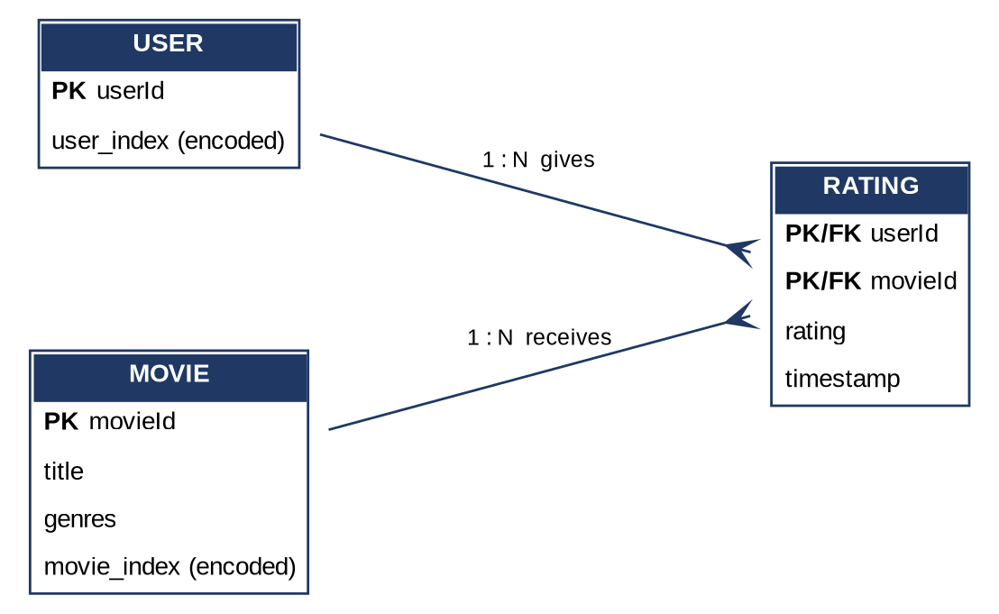 USER
PK userId
user_index (encoded)
1 : N gives
RATING
PK/FK userId
PK/FK movieId
rating
timestamp
1 : N receives
MOVIE
PK movieId
title
genres
movie_index (encoded)